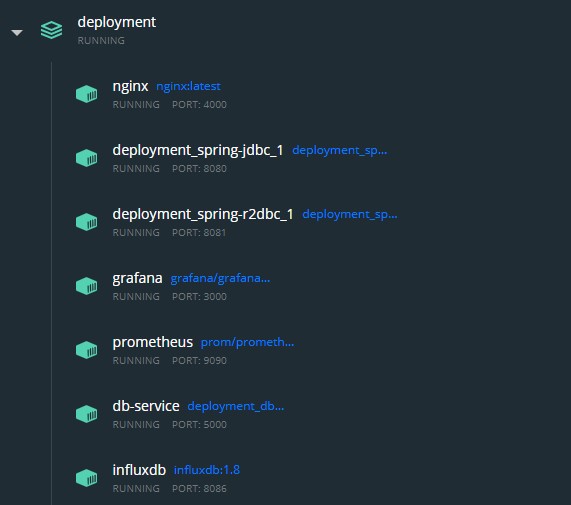 deployment
RUNNING
nginx nginx:latest
RUNNING PORT: 4000
deployment_spring-jdbc_1 deployment_sp...
RUNNING PORT: 8080
deployment_spring-r2dbc_1 deployment_sp...
RUNNING PORT: 8081
grafana grafana/grafana...
RUNNING PORT: 3000
prometheus prom/prometh...
RUNNING PORT: 9090
db-service deployment_db...
RUNNING PORT: 5000
influxdb influxdb:1.8
RUNNING PORT: 8086